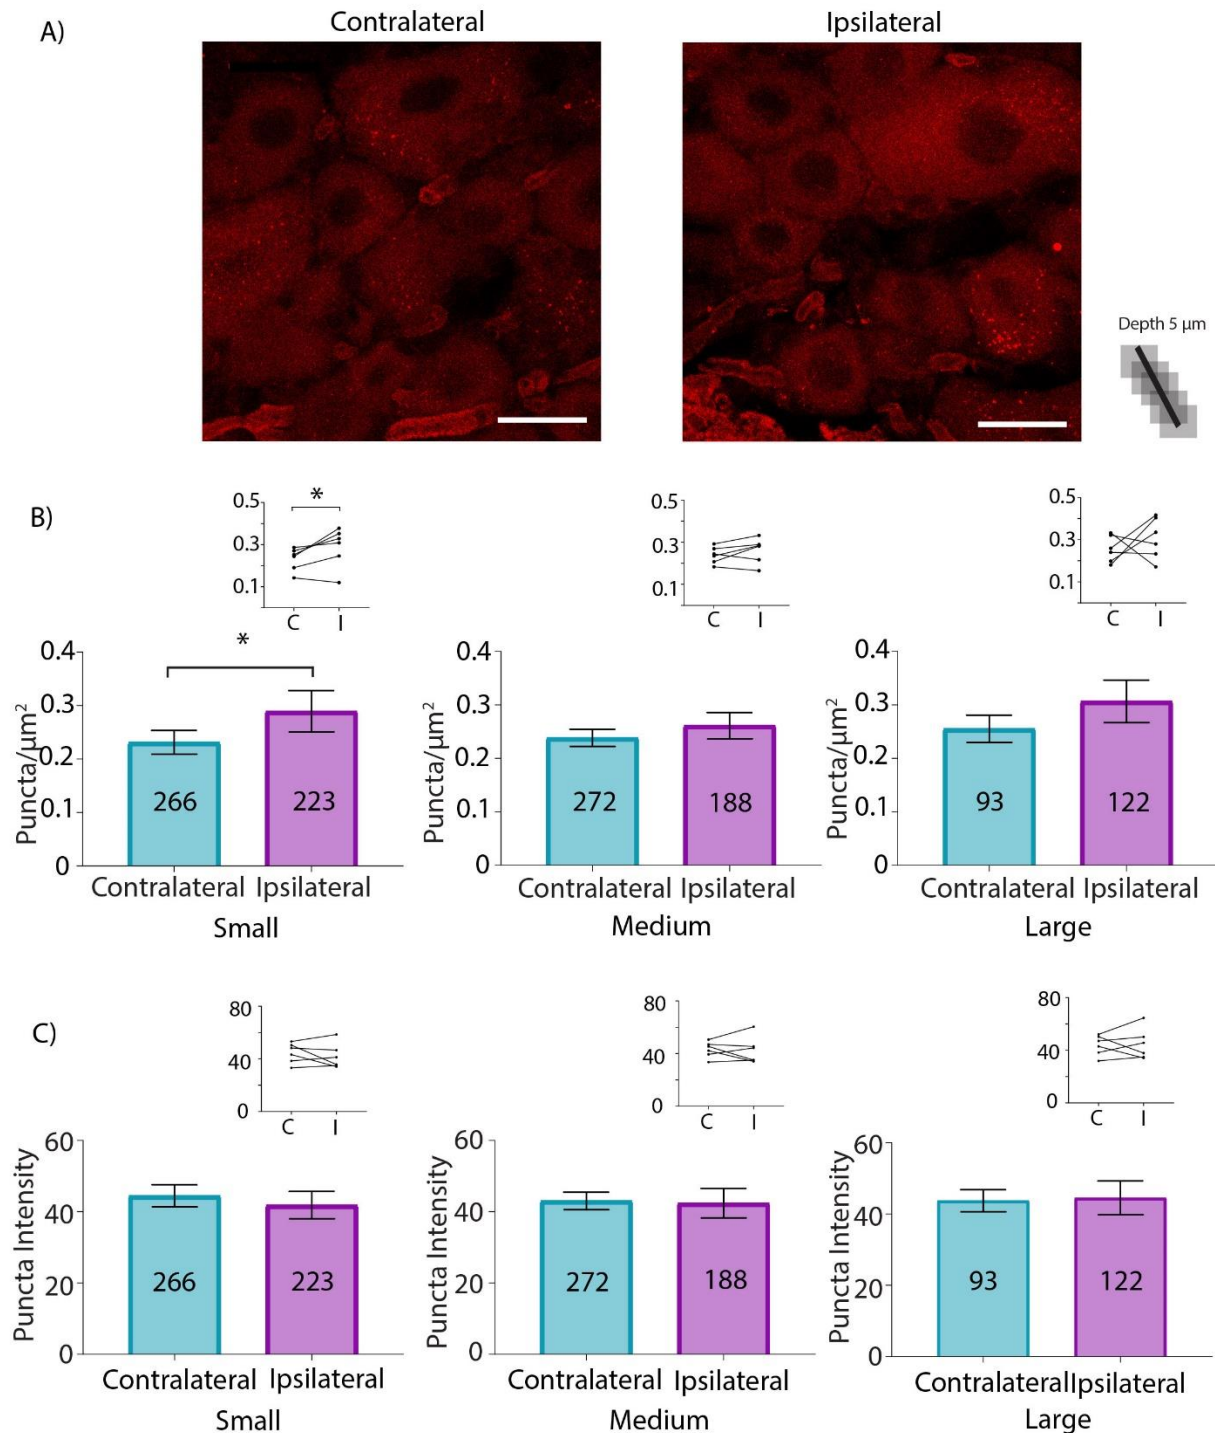 A)
Contralateral
Ipsilateral
Depth 5 μm
B)
0.5
0.3
0.1
*
C I
0.5
0.3
0.1
C I
0.5
0.3
0.1
C I
Puncta/μm²
0.4
0.3
0.2
0.1
0
*
266
223
Contralateral Ipsilateral
Small
Puncta/μm²
0.4
0.3
0.2
0.1
0
272
188
Contralateral Ipsilateral
Medium
Puncta/μm²
0.4
0.3
0.2
0.1
0
93
122
Contralateral Ipsilateral
Large
C)
80
40
0
C I
80
40
0
C I
80
40
0
C I
Puncta Intensity
60
40
20
0
266
223
Contralateral Ipsilateral
Small
Puncta Intensity
60
40
20
0
272
188
Contralateral Ipsilateral
Medium
Puncta Intensity
60
40
20
0
93
122
Contralateral Ipsilateral
Large